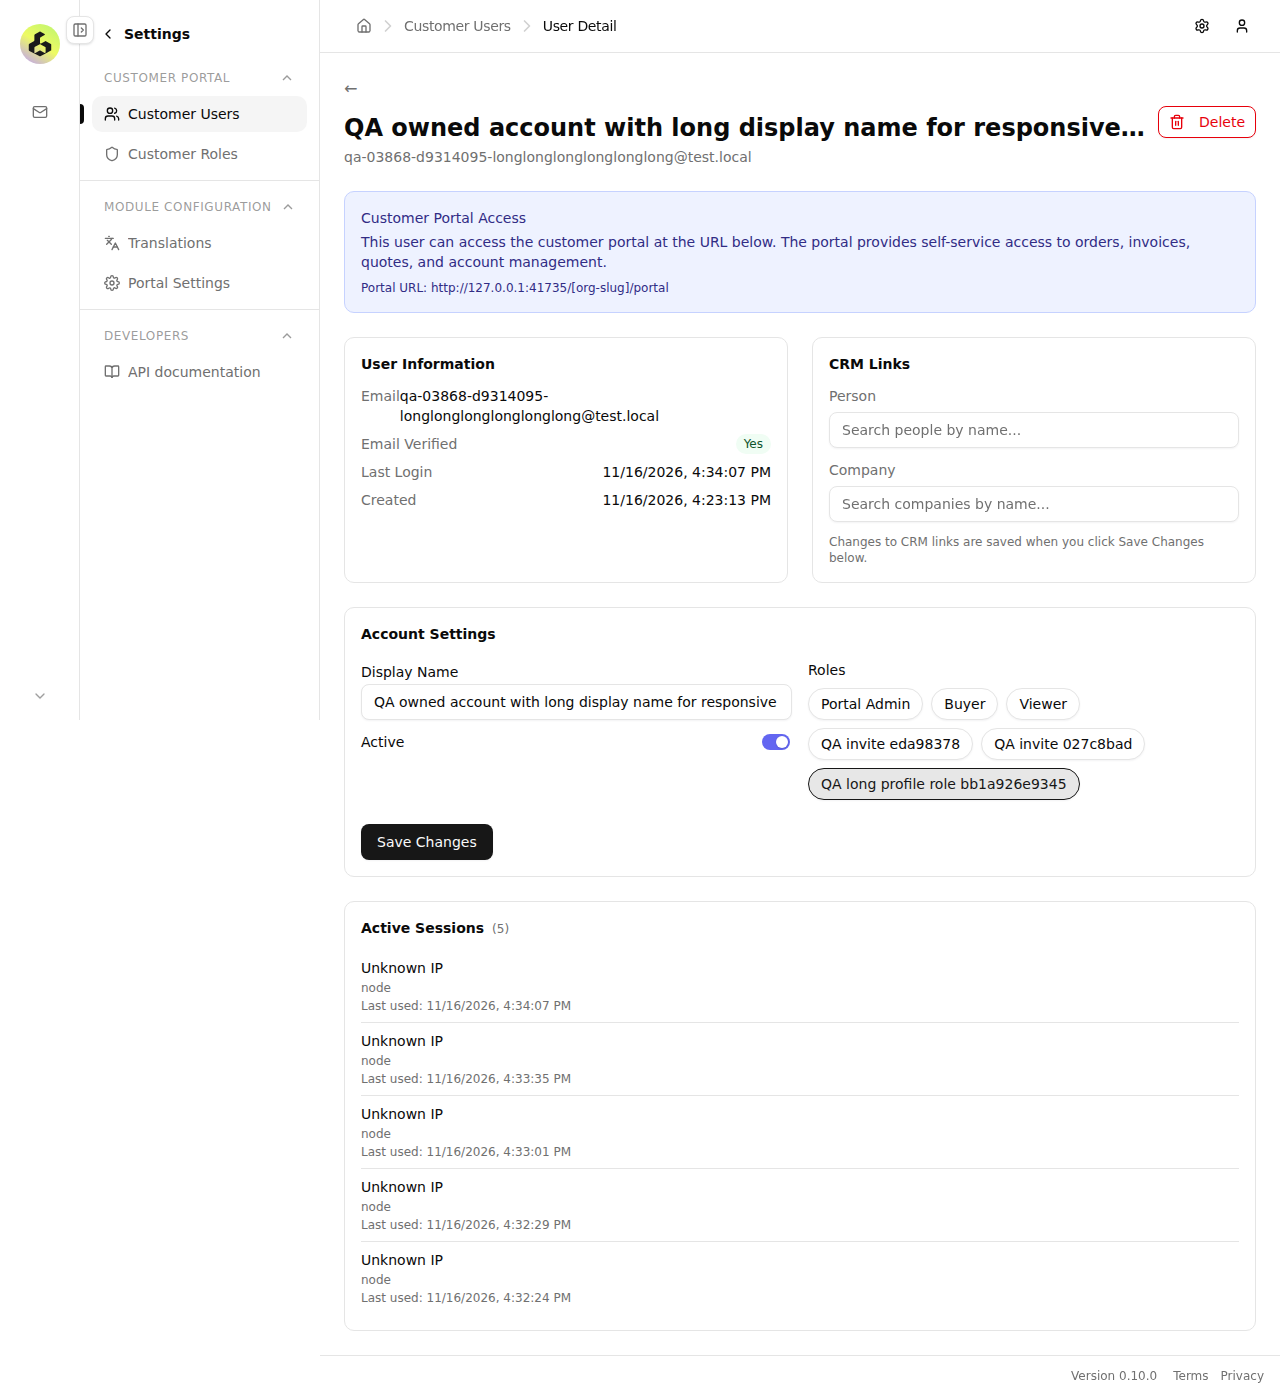 Settings
CUSTOMER PORTAL
Customer Users
Customer Roles
MODULE CONFIGURATION
Translations
Portal Settings
DEVELOPERS
API documentation
Customer Users
User Detail
←
QA owned account with long display name for responsive...
Delete
qa-03868-d9314095-longlonglonglonglonglong@test.local
Customer Portal Access
This user can access the customer portal at the URL below. The portal provides self-service access to orders, invoices,
quotes, and account management.
Portal URL: http://127.0.0.1:41735/[org-slug]/portal
User Information
Email qa-03868-d9314095-
longlonglonglonglonglong@test.local
Email Verified Yes
Last Login 11/16/2026, 4:34:07 PM
Created 11/16/2026, 4:23:13 PM
CRM Links
Person
Search people by name...
Company
Search companies by name...
Changes to CRM links are saved when you click Save Changes
below.
Account Settings
Display Name
QA owned account with long display name for responsive
Active
Roles
Portal Admin Buyer Viewer
QA invite eda98378 QA invite 027c8bad
QA long profile role bb1a926e9345
Save Changes
Active Sessions (5)
Unknown IP
node
Last used: 11/16/2026, 4:34:07 PM
Unknown IP
node
Last used: 11/16/2026, 4:33:35 PM
Unknown IP
node
Last used: 11/16/2026, 4:33:01 PM
Unknown IP
node
Last used: 11/16/2026, 4:32:29 PM
Unknown IP
node
Last used: 11/16/2026, 4:32:24 PM
Version 0.10.0 Terms Privacy